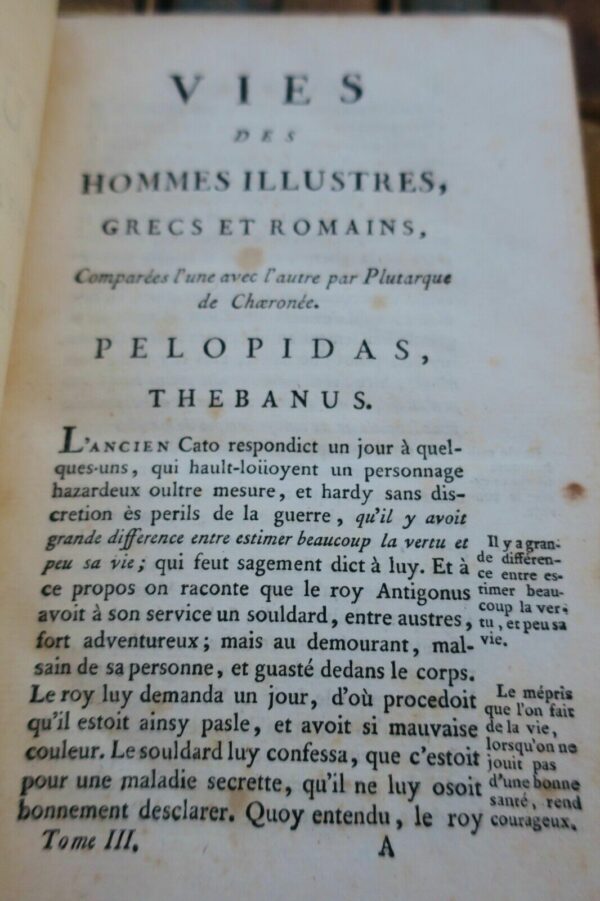 VIES
DES
HOMMES ILLUSTRES,
GRECS ET ROMAINS,
Comparées l'une avec l'autre par Plutarque
de Chæronée.
PELOPIDAS,
THEBANUS.
L'ANCIEN Cato respondict un jour à quel-
ques-uns, qui hault-loüoyent un personnage
hazardeux oultre mesure, et hardy sans dis-
cretion ès perils de la guerre, qu'il y avoit
grande différence entre estimer beaucoup la vertu et
peu sa vie; qui feut sagement dict à luy. Et à
ce propos on raconte que le roy Antigonus
avoit à son service un souldard, entre austres,
fort adventureux; mais au demourant, mal-
sain de sa personne, et guasté dedans le corps.
Le roy luy demanda un jour, d'où procedoit
qu'il estoit ainsy pasle, et avoit si mauvaise
couleur. Le souldard luy confessa, que c'estoit
pour une maladie secrette, qu'il ne luy osoit
bonnement desclarer. Quoy entendu, le roy
Il y a gran-
de différen-
ce entre es-
timer beau-
coup la ver-
tu, et peu sa
vie.
Le mépris
que l'on fait
de la vie,
lorsqu'on ne
jouit pas
d'une bonne
santé, rend
courageux.
Tome III.
A